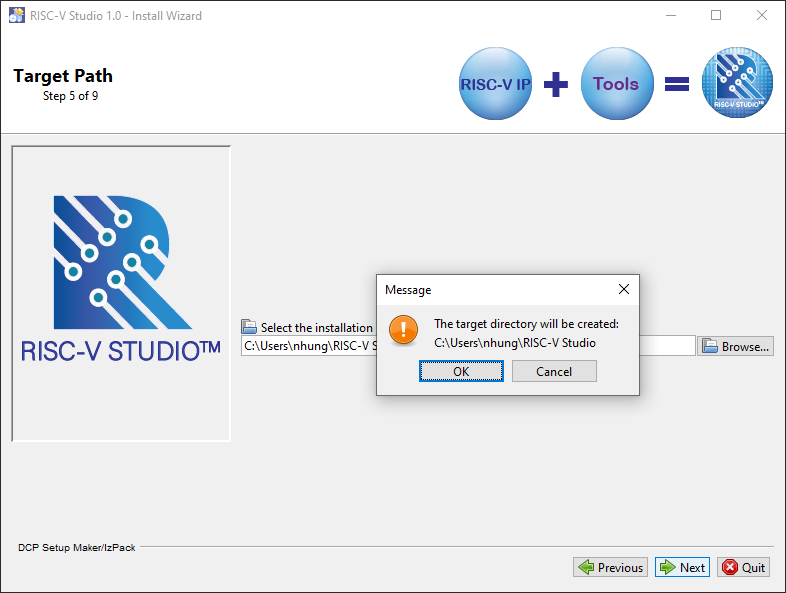 RISC-V Studio 1.0 - Install Wizard
Target Path
Step 5 of 9
RISC-V IP
Tools
RISC-V STUDIO™
RISC-V STUDIO™
Message
The target directory will be created:
C:\Users\nhung\RISC-V Studio
OK Cancel
Select the installation
C:\Users\nhung\RISC-V S
Browse...
DCP Setup Maker/IzPack
Previous Next Quit